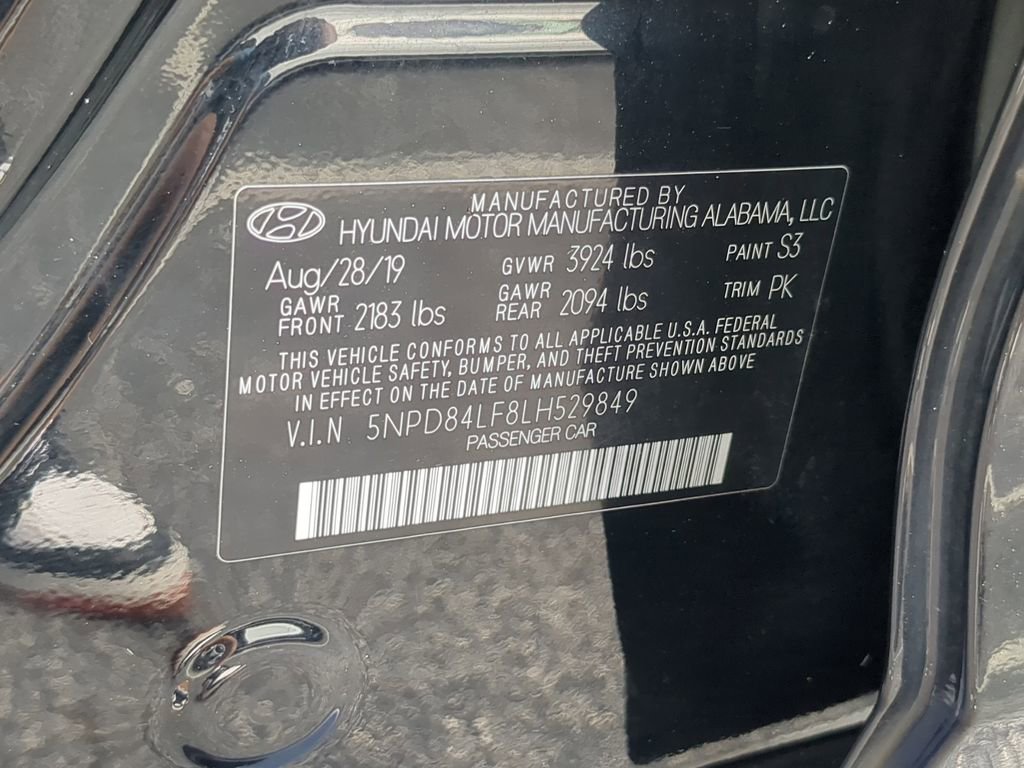 MANUFACTURED BY
HYUNDAI MOTOR MANUFACTURING ALABAMA, LLC
Aug/28/19 GVWR 3924 lbs PAINT S3
GAWR FRONT 2183 lbs GAWR REAR 2094 lbs TRIM PK
THIS VEHICLE CONFORMS TO ALL APPLICABLE U.S.A. FEDERAL
MOTOR VEHICLE SAFETY, BUMPER, AND THEFT PREVENTION STANDARDS
IN EFFECT ON THE DATE OF MANUFACTURE SHOWN ABOVE
V.I.N 5NPD84LF8LH529849
PASSENGER CAR